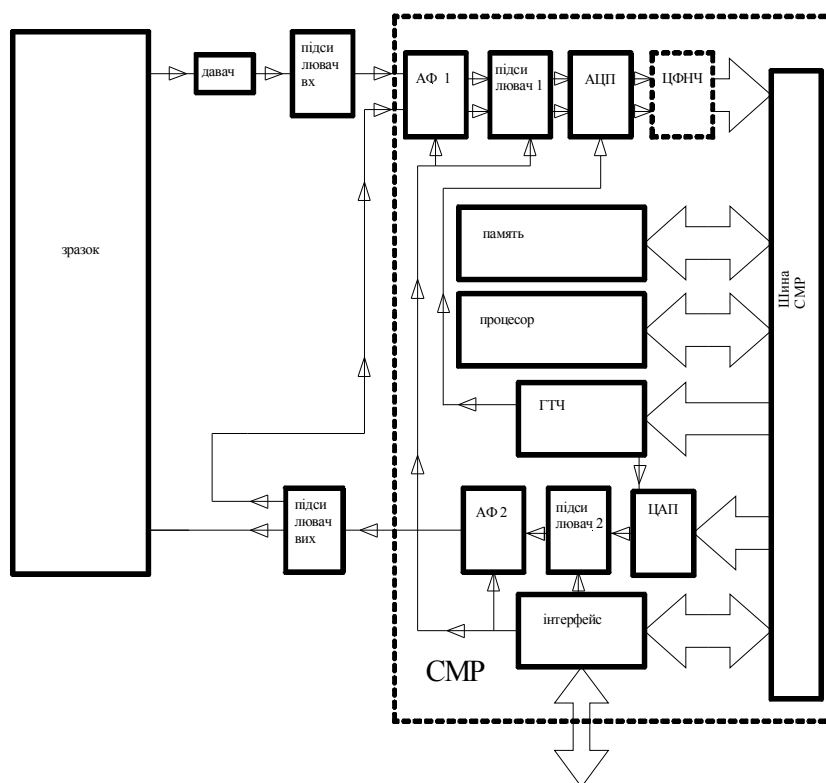 зразок
давач
підси
лювач
вх
АФ 1
підси
лювач 1
АЦП
ЦФНЧ
память
процесор
ГТЧ
Шина
СМР
підси
лювач
вих
АФ 2
підси
лювач 2
ЦАП
інтерфейс
СМР